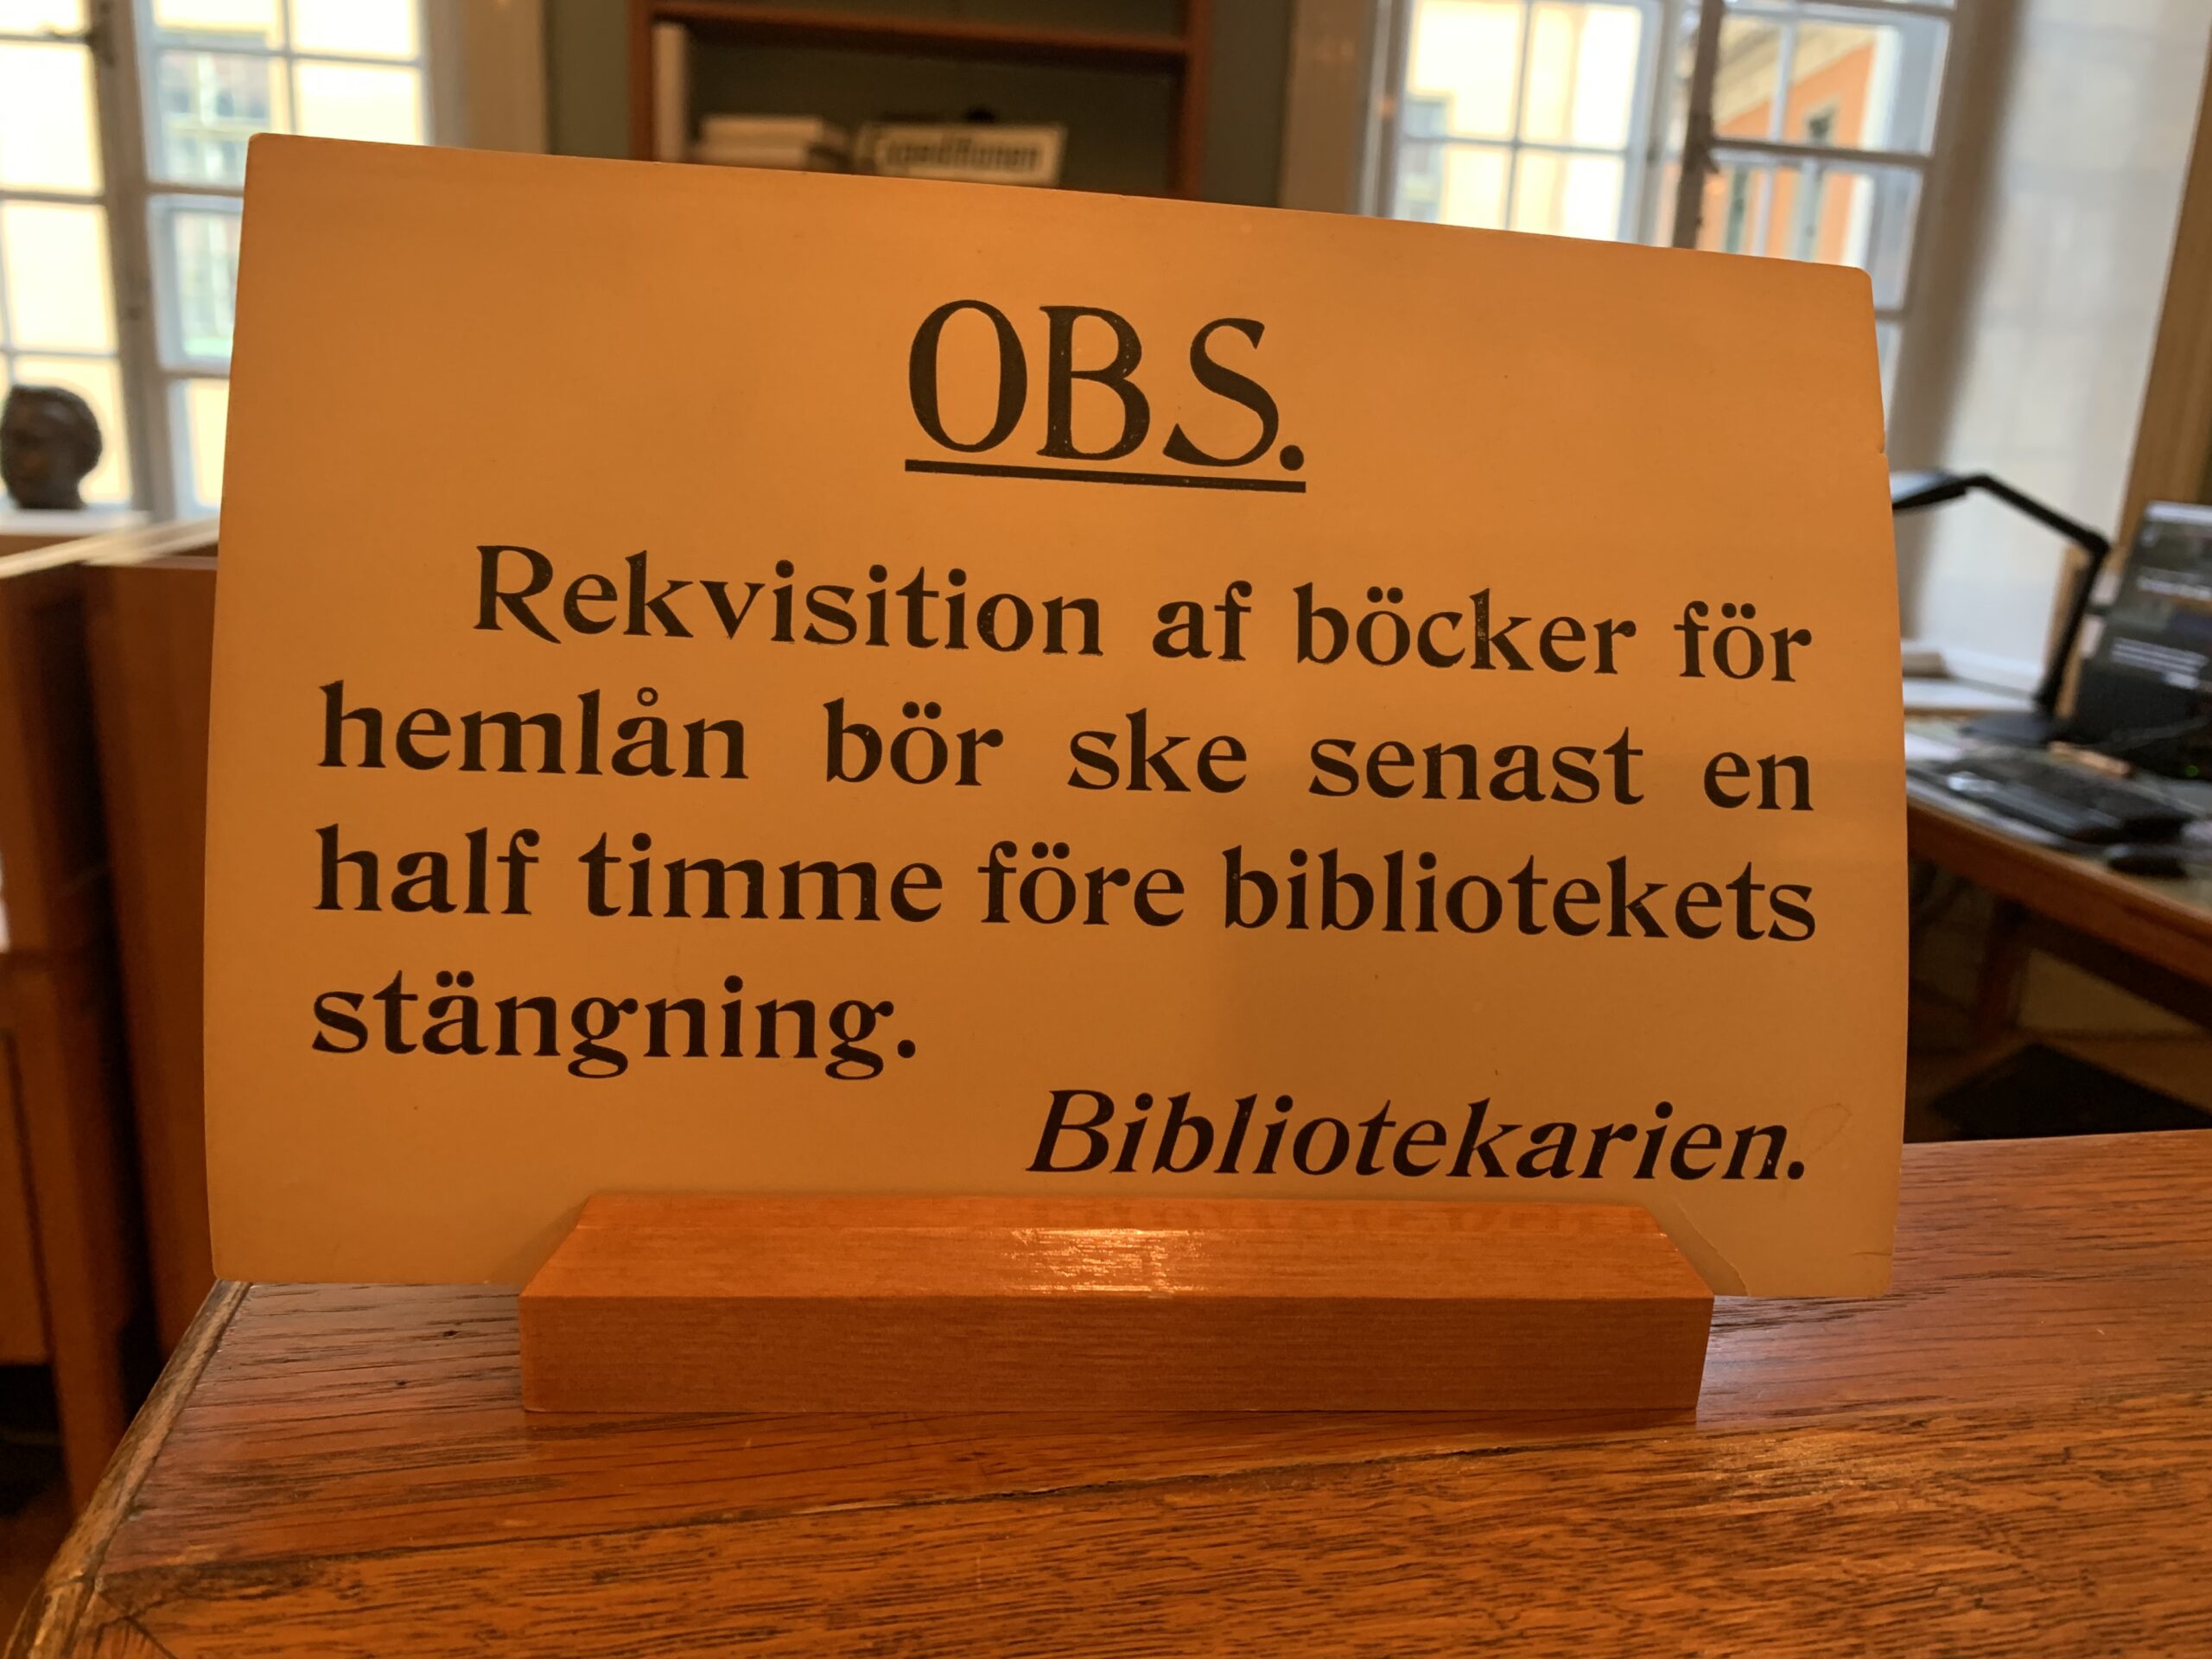 OBS.
Rekvisition af böcker för
hemlån bör ske senast en
half timme före bibliotekets
stängning.
Bibliotekarien.